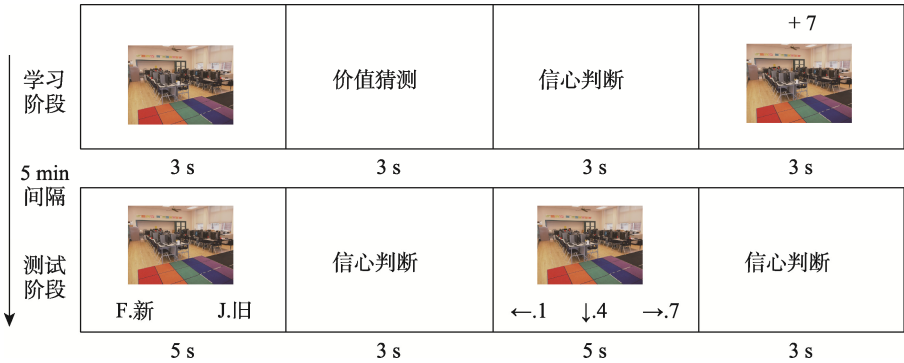 + 7
学习
阶段
价值猜测
信心判断
3 s
3 s
3 s
3 s
5 min
间隔
测试
阶段
F.新
J.旧
信心判断
←.1
↓.4
→.7
信心判断
5 s
3 s
5 s
3 s